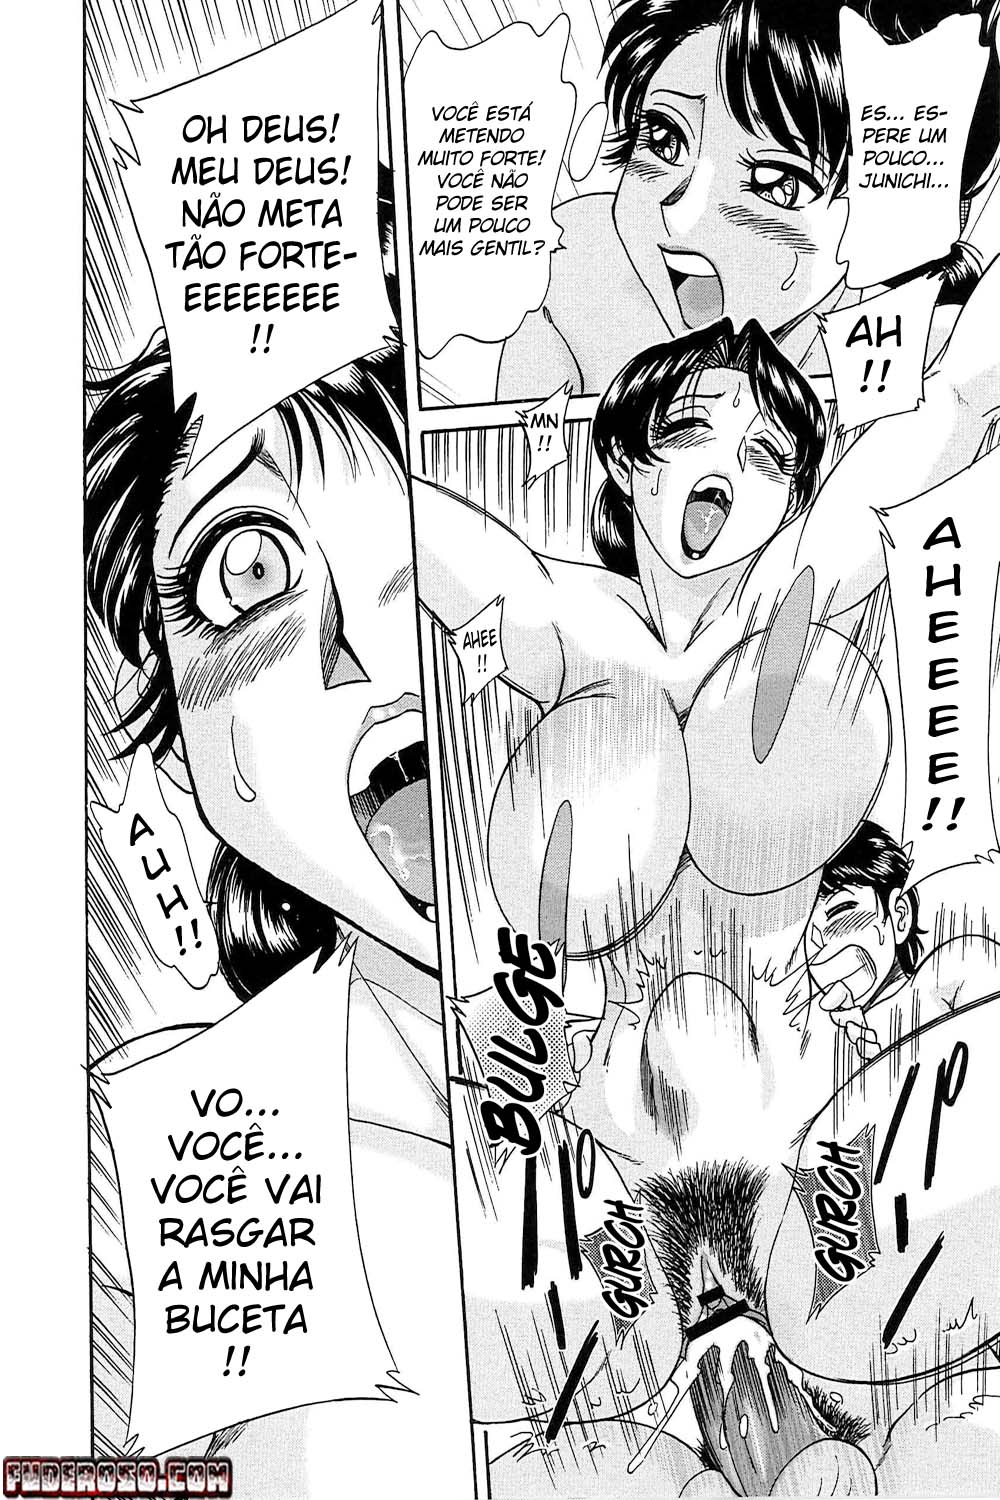 ES... ES-
PERE UM
POUCO...
JUNICHI...
VOCÊ ESTÁ
METENDO
MUITO FORTE!
VOCÊ NÃO
PODE SER
UM POUCO
MAIS GENTIL?
AH
!!
MN
!!
AHEEEEE!!
AHEE
!!
BULGE
GURCH
GURCH
OH DEUS!
MEU DEUS!
NÃO META
TÃO FORTE-
EEEEEEEE
!!
AUH!!
VO...
VOCÊ...
VOCÊ VAI
RASGAR
A MINHA
BUCETA
!!
FUDEROSO.COM